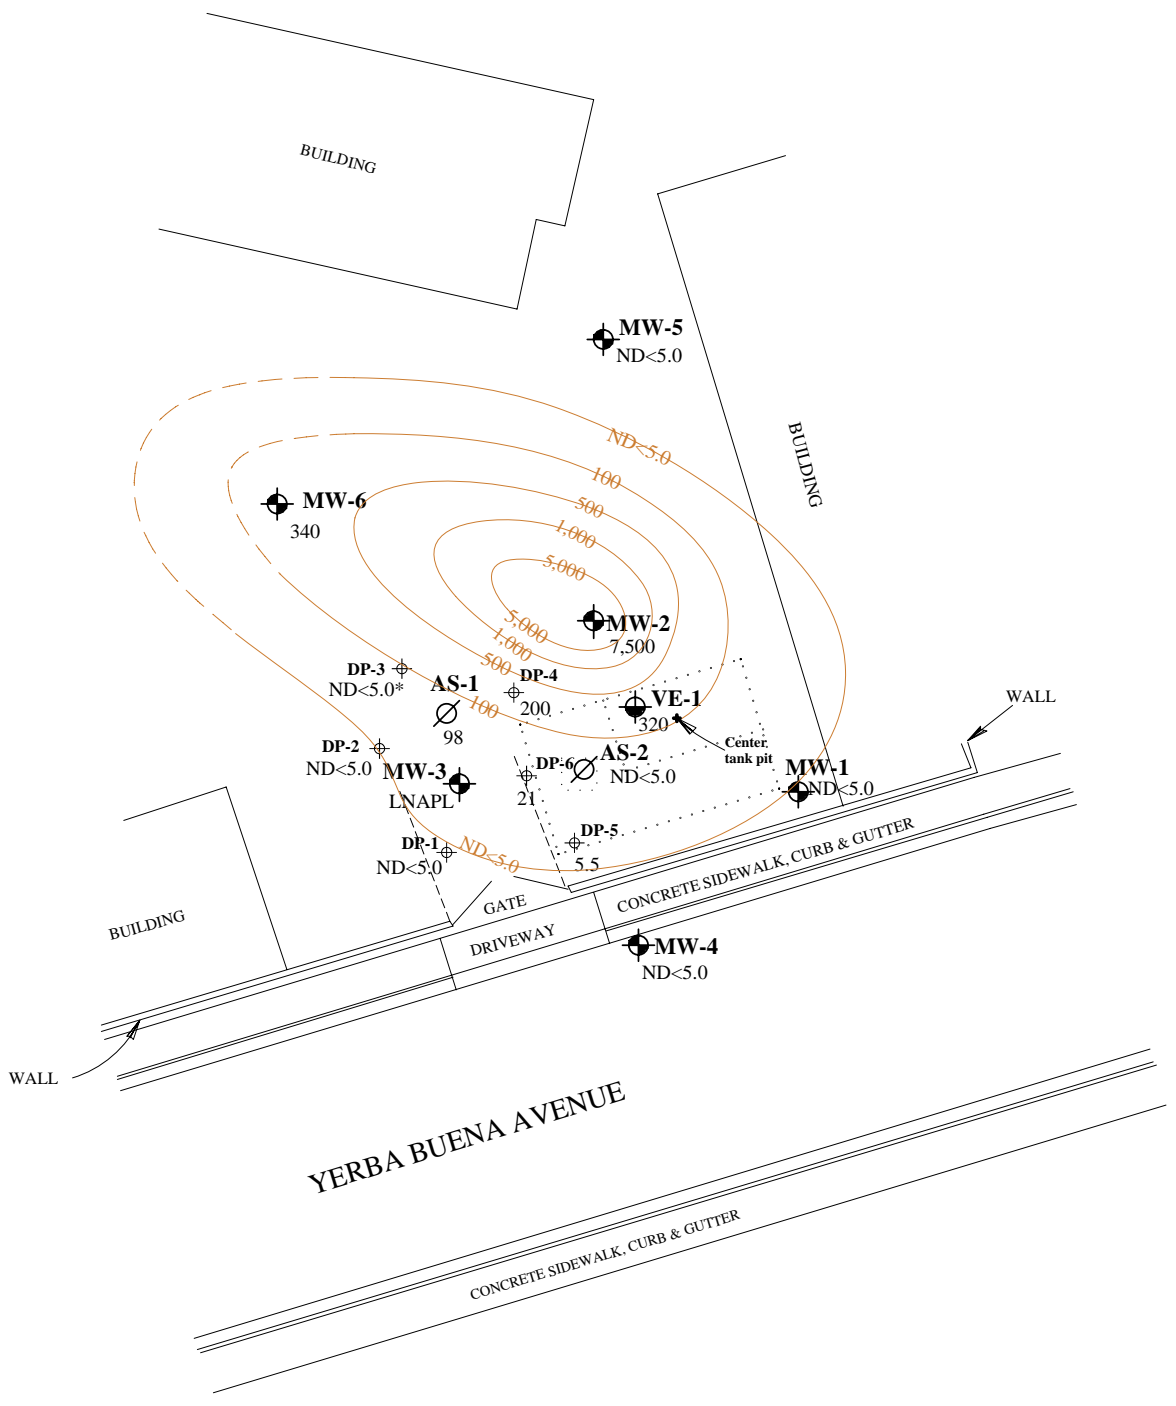 BUILDING
MW-5
ND<5.0
ND<5.0
BUILDING
100
500
MW-6
340
1,000
5,000
5,000
MW-2
7,500
1,000
500
DP-3
ND<5.0*
DP-4
200
AS-1
98
100
VE-1
320
WALL
Center
tank pit
DP-2
ND<5.0
AS-2
ND<5.0
DP-6
21
MW-3
LNAPL
MW-1
ND<5.0
DP-1
ND<5.0
ND<5.0
DP-5
5.5
GATE
CONCRETE SIDEWALK, CURB & GUTTER
BUILDING
DRIVEWAY
MW-4
ND<5.0
WALL
YERBA BUENA AVENUE
CONCRETE SIDEWALK, CURB & GUTTER